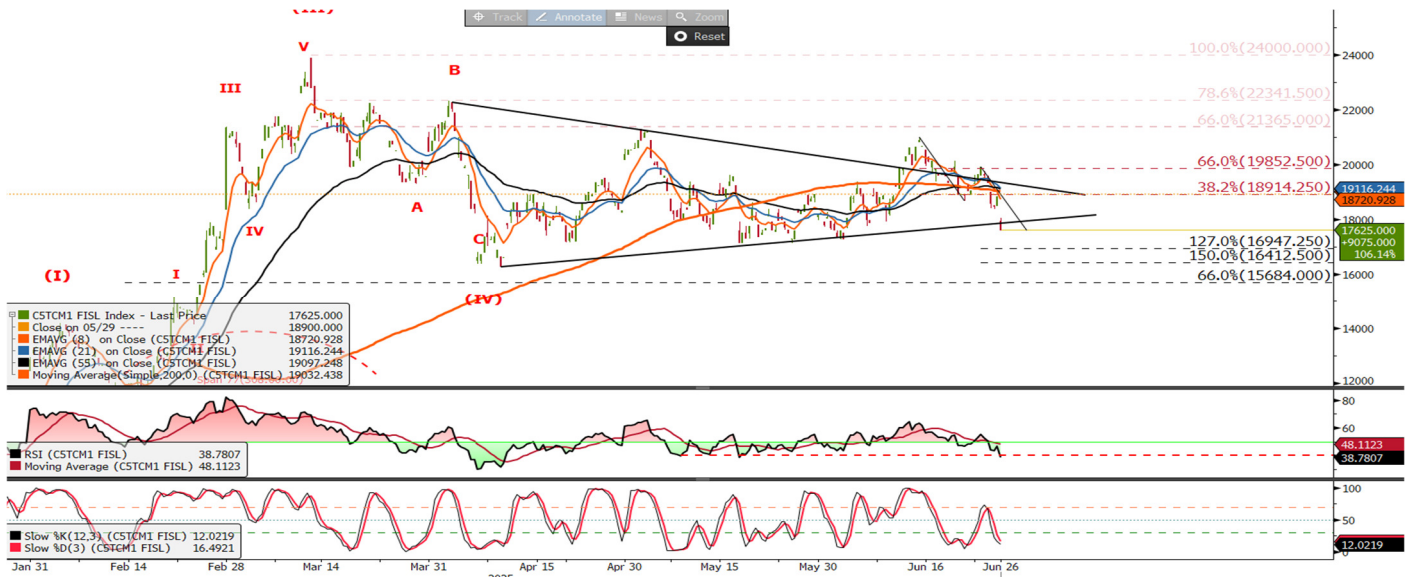 (III)
Track Annotate News Zoom
Reset
V
B
III
A
IV
C
(I)
I
(IV)
II
100.0%(24000.000)
78.6%(22341.500)
66.0%(21365.000)
66.0%(19852.500)
38.2%(18914.250)
127.0%(16947.250)
150.0%(16412.500)
66.0%(15684.000)
24000
22000
20000
19116.244
18720.928
18000
17625.000
+9075.000
106.14%
16000
14000
12000
C5TCM1 FISL Index - Last Price 17625.000
Close on 05/29 ---- 18900.000
EMAVG (8) on Close (C5TCM1 FISL) 18720.928
EMAVG (21) on Close (C5TCM1 FISL) 19116.244
EMAVG (55) on Close (C5TCM1 FISL) 19097.248
Moving Average(Simple,200,0) (C5TCM1 FISL) 19032.438
80
60
48.1123
38.7807
RSI (C5TCM1 FISL) 38.7807
Moving Average (C5TCM1 FISL) 48.1123
100
50
12.0219
0
Slow %K(12,3) (C5TCM1 FISL) 12.0219
Slow %D(3) (C5TCM1 FISL) 16.4921
Jan 31 Feb 14 Feb 28 Mar 14 Mar 31 Apr 15 Apr 30 May 15 May 30 Jun 16 Jun 26
2025